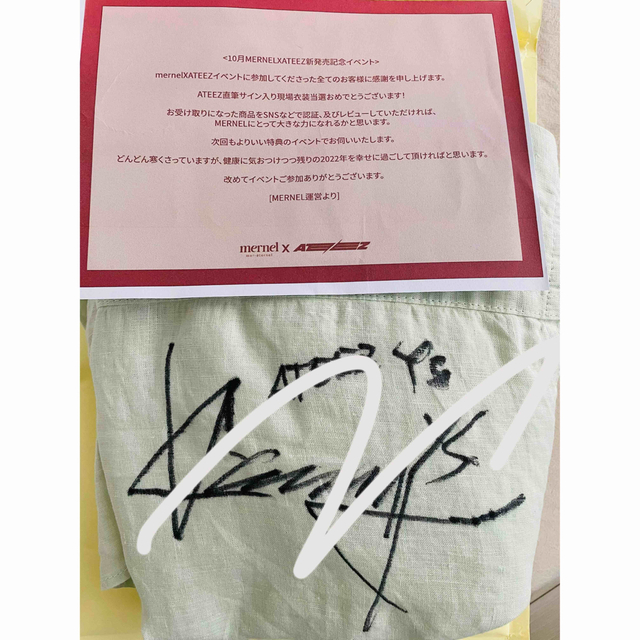 <10月MERNELXATEEZ新発売記念イベント>
mernelXATEEZイベントに参加してくださった全てのお客様に感謝を申し上げます。
ATEEZ直筆サイン入り現場衣装当選おめでとうございます!
お受け取りになった商品をSNSなどで認証、及びレビューしていただければ、
MERNELにとって大きな力になれるかと思います。
次回もよりいい特典のイベントでお伺いいたします。
どんどん寒くさっていますが、健康に気おつけつつ残りの2022年を幸せに過ごして頂ければと思います。
改めてイベントご参加ありがとうございます。
[MERNEL運営より]
mernel X ATEEZ
ATEEZ YS